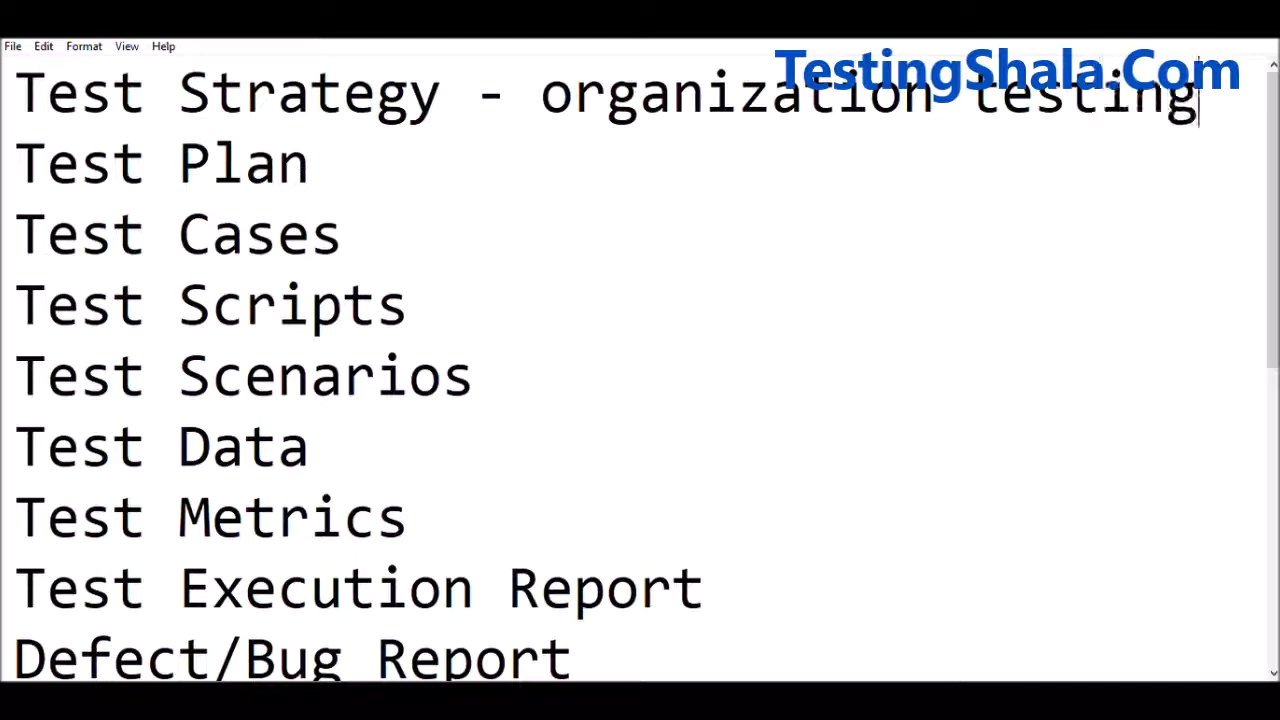 File Edit Format View Help
TestingShala.Com
Test Strategy - organization testing
Test Plan
Test Cases
Test Scripts
Test Scenarios
Test Data
Test Metrics
Test Execution Report
Defect/Bug Report